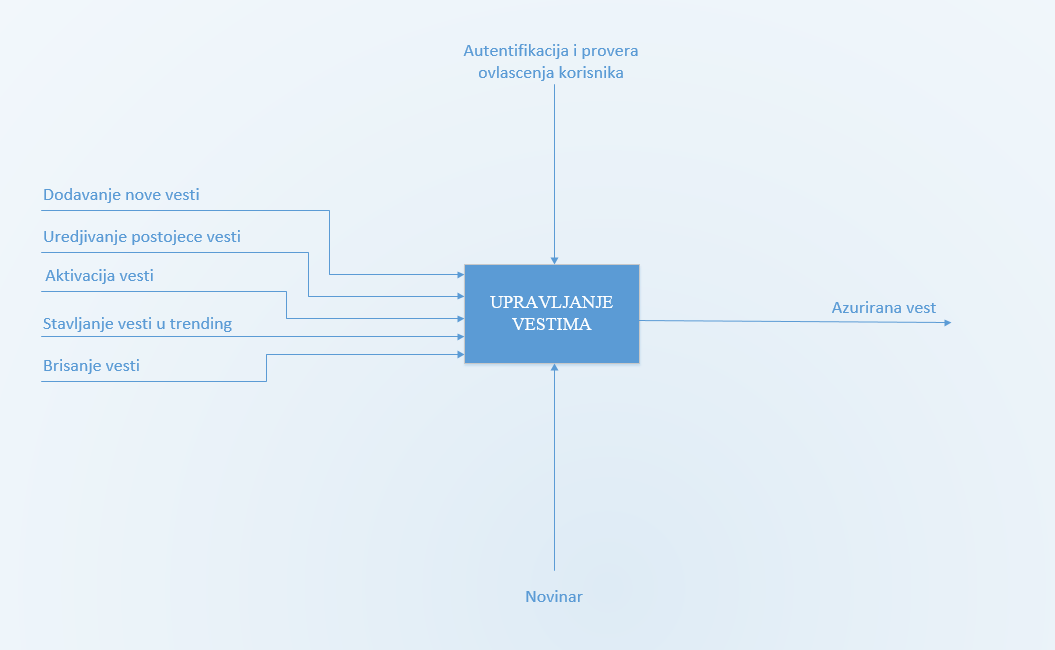 Autentifikacija i provera
ovlascenja korisnika
Dodavanje nove vesti
Uredjivanje postojece vesti
Aktivacija vesti
Stavljanje vesti u trending
Brisanje vesti
UPRAVLJANJE
VESTIMA
Azurirana vest
Novinar